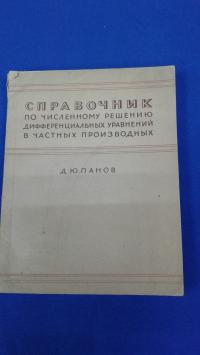 СПРАВОЧНИК
ПО ЧИСЛЕННОМУ РЕШЕНИЮ
ДИФФЕРЕНЦИАЛЬНЫХ УРАВНЕНИЙ
В ЧАСТНЫХ ПРОИЗВОДНЫХ
Д.Ю.ПАНОВ